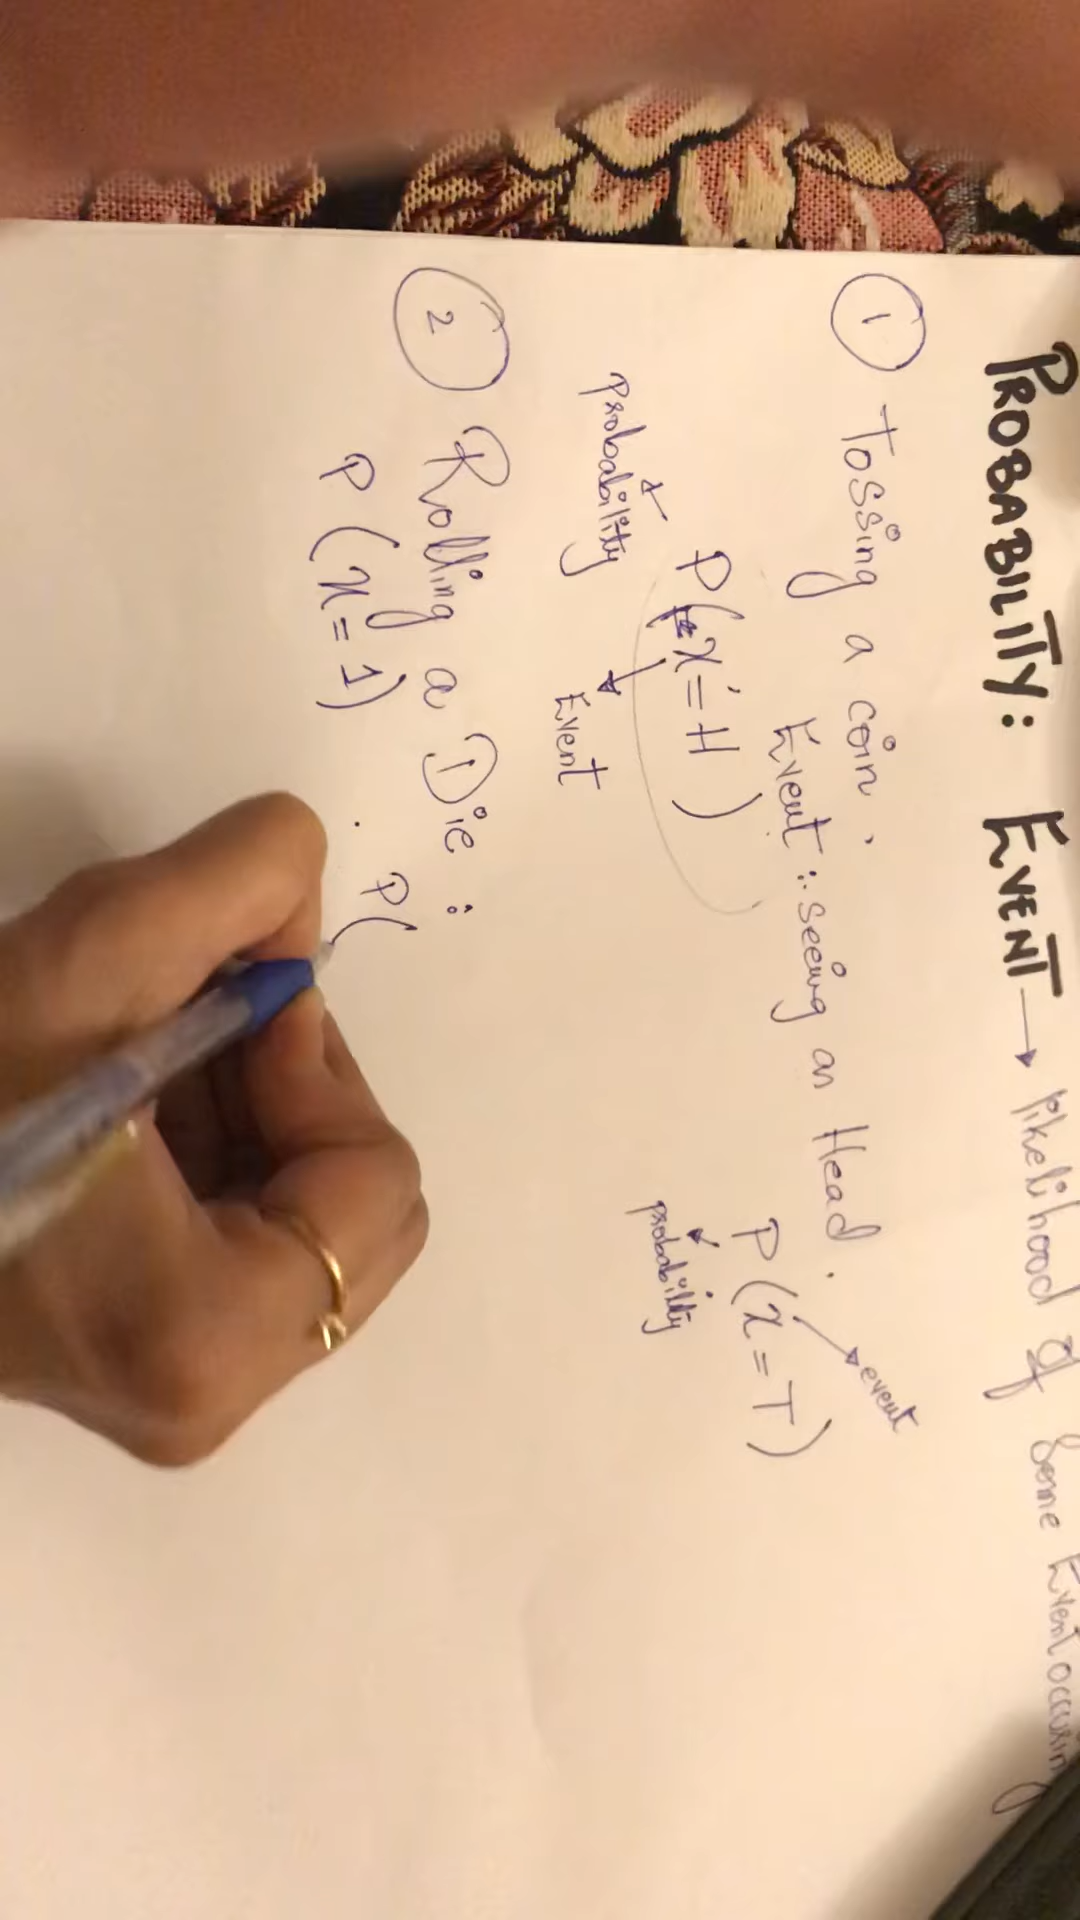 PROBABILITY: EVENT → likelihood of Some Event occuring
① Tossing a coin.
Event: seeing an Head.
P(x=H)
probability
Event
P(x=T)
event
probability
② Rolling a Die:
P(x=1) . P(